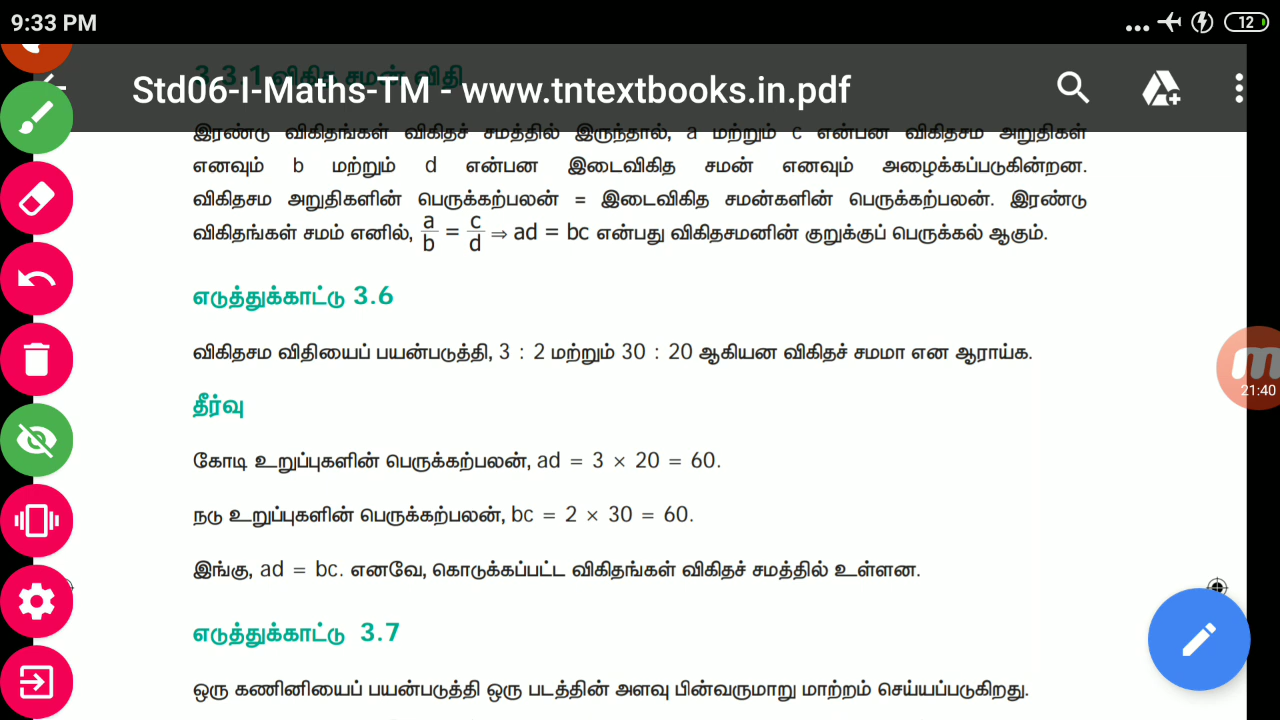 9:33 PM
12
3.3.1 விகித சமன் விதி
Std06-I-Maths-TM - www.tntextbooks.in.pdf
இரண்டு விகிதங்கள் விகிதச் சமத்தில் இருந்தால், a மற்றும் c என்பன விகிதசம அறுதிகள்
எனவும் b மற்றும் d என்பன இடைவிகித சமன் எனவும் அழைக்கப்படுகின்றன.
விகிதசம அறுதிகளின் பெருக்கற்பலன் = இடைவிகித சமன்களின் பெருக்கற்பலன். இரண்டு
விகிதங்கள் சமம் எனில், a/b = c/d ⇒ ad = bc என்பது விகிதசமனின் குறுக்குப் பெருக்கல் ஆகும்.
எடுத்துக்காட்டு 3.6
விகிதசம விதியைப் பயன்படுத்தி, 3 : 2 மற்றும் 30 : 20 ஆகியன விகிதச் சமமா என ஆராய்க.
21:40
தீர்வு
கோடி உறுப்புகளின் பெருக்கற்பலன், ad = 3 × 20 = 60.
நடு உறுப்புகளின் பெருக்கற்பலன், bc = 2 × 30 = 60.
இங்கு, ad = bc. எனவே, கொடுக்கப்பட்ட விகிதங்கள் விகிதச் சமத்தில் உள்ளன.
எடுத்துக்காட்டு 3.7
ஒரு கணினியைப் பயன்படுத்தி ஒரு படத்தின் அளவு பின்வருமாறு மாற்றம் செய்யப்படுகிறது.